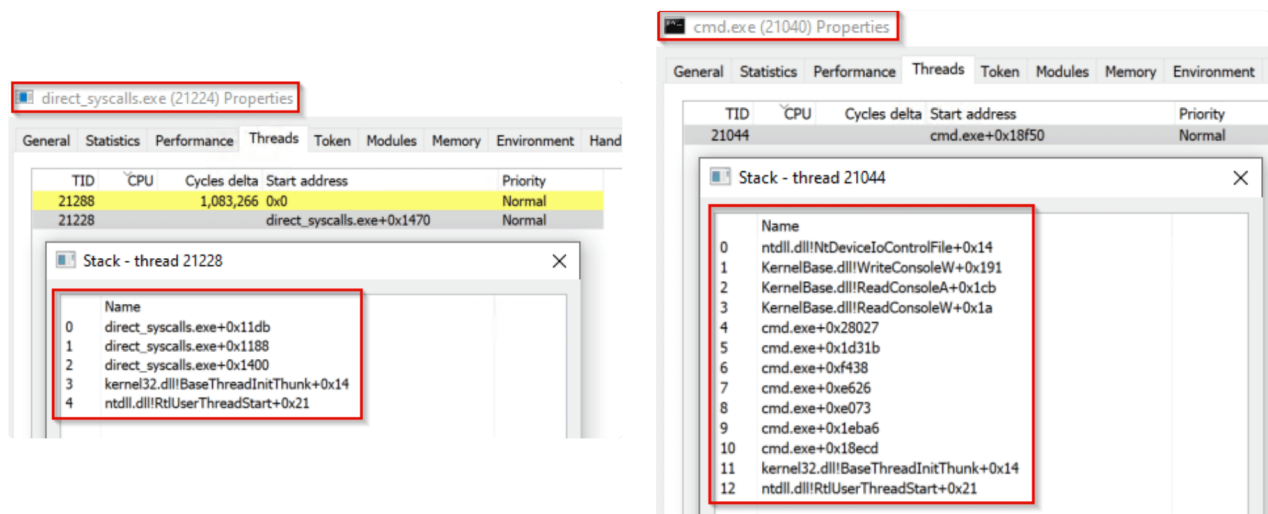 direct_syscalls.exe (21224) Properties
General Statistics Performance Threads Token Modules Memory Environment Hand
TID CPU Cycles delta Start address Priority
21288 1,083,266 0x0 Normal
21228 direct_syscalls.exe+0x1470 Normal
Stack - thread 21228
Name
0 direct_syscalls.exe+0x11db
1 direct_syscalls.exe+0x1188
2 direct_syscalls.exe+0x1400
3 kernel32.dll!BaseThreadInitThunk+0x14
4 ntdll.dll!RtlUserThreadStart+0x21
cmd.exe (21040) Properties
General Statistics Performance Threads Token Modules Memory Environment
TID CPU Cycles delta Start address Priority
21044 cmd.exe+0x18f50 Normal
Stack - thread 21044
Name
0 ntdll.dll!NtDeviceIoControlFile+0x14
1 KernelBase.dll!WriteConsoleW+0x191
2 KernelBase.dll!ReadConsoleA+0x1cb
3 KernelBase.dll!ReadConsoleW+0x1a
4 cmd.exe+0x28027
5 cmd.exe+0x1d31b
6 cmd.exe+0xf438
7 cmd.exe+0xe626
8 cmd.exe+0xe073
9 cmd.exe+0x1eba6
10 cmd.exe+0x18ecd
11 kernel32.dll!BaseThreadInitThunk+0x14
12 ntdll.dll!RtlUserThreadStart+0x21